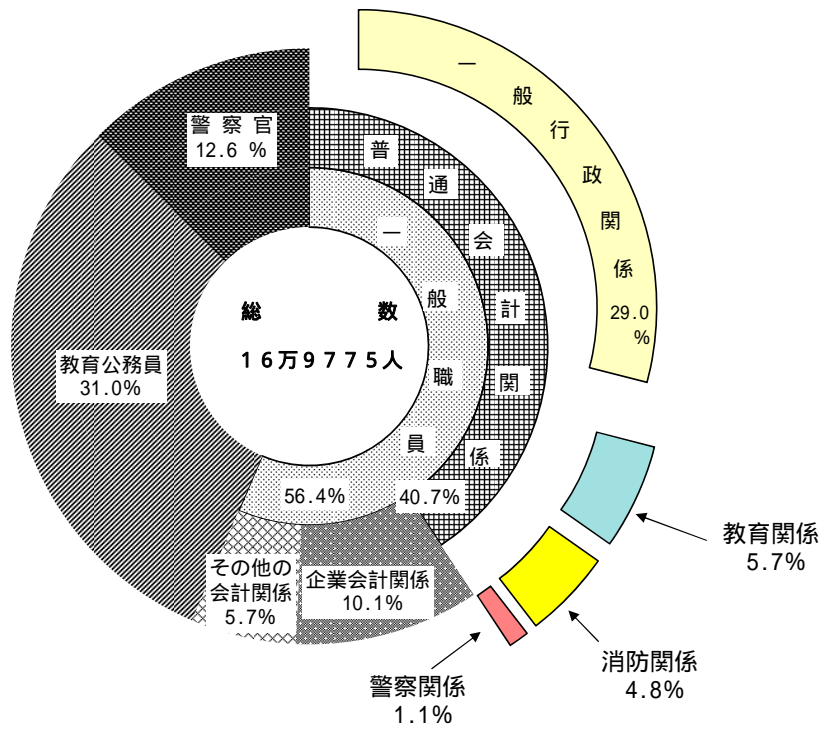 一般行政関係
29.0
%
普通会計関係
40.7%
一般職員
56.4%
警察官
12.6 %
総 数
16万9775人
教育公務員
31.0%
その他の
会計関係
5.7%
企業会計関係
10.1%
教育関係
5.7%
消防関係
4.8%
警察関係
1.1%